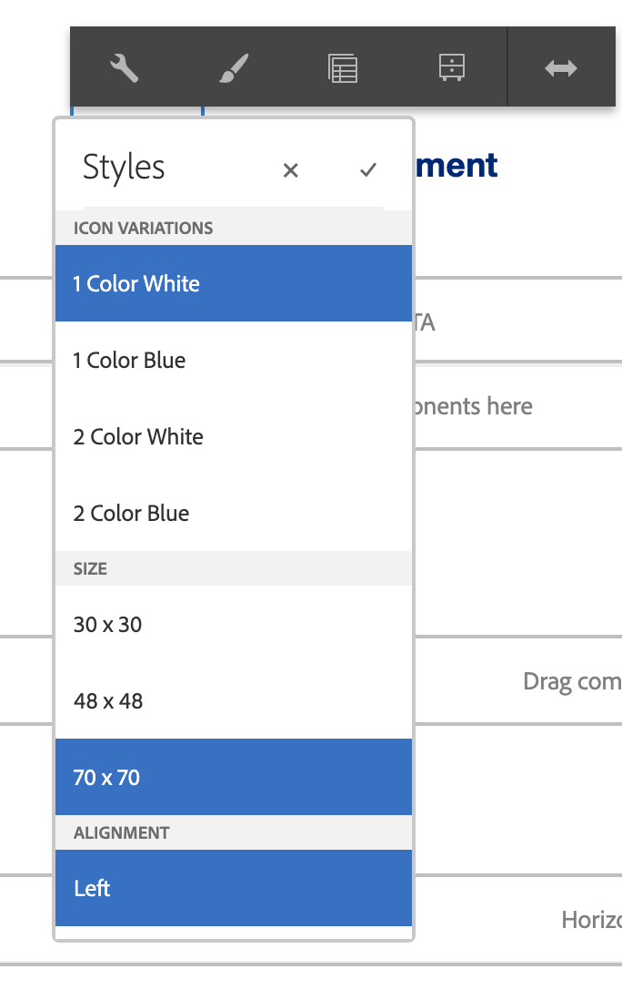 Styles
ment
ICON VARIATIONS
1 Color White
TA
1 Color Blue
onents here
2 Color White
2 Color Blue
SIZE
30 x 30
Drag com
48 x 48
70 x 70
ALIGNMENT
Left
Horizo